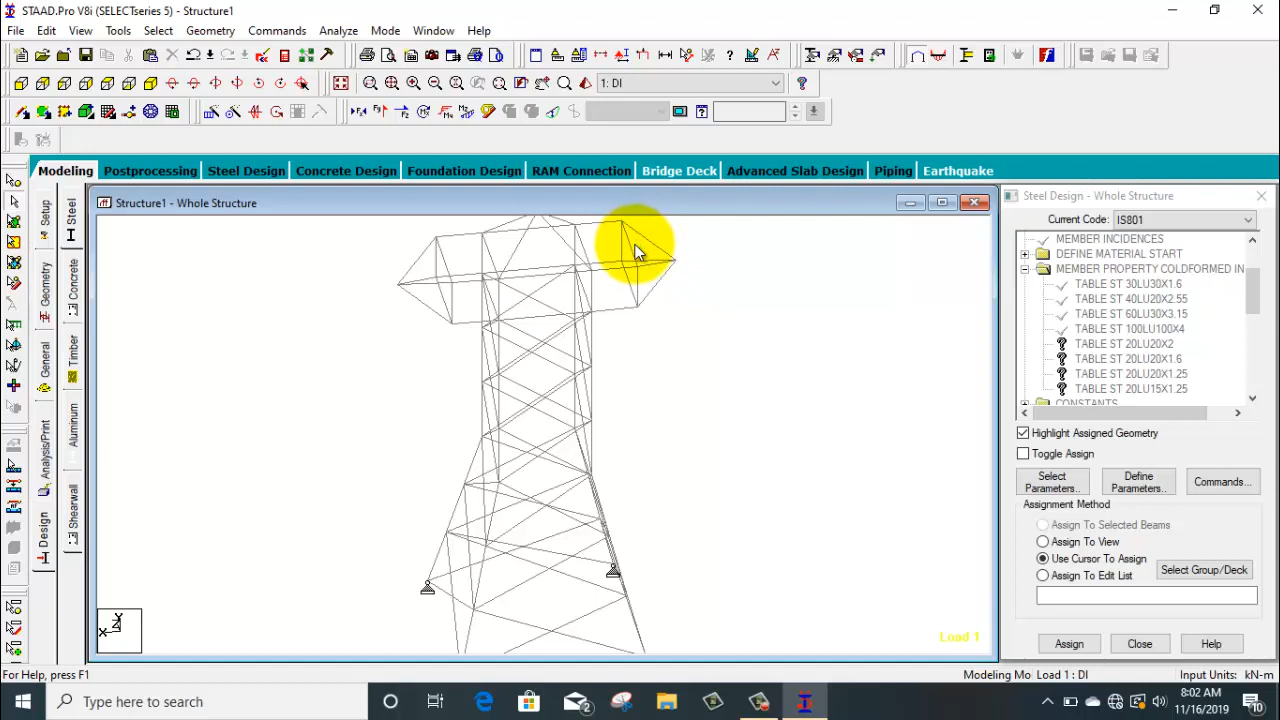 STAAD.Pro V8i (SELECTseries 5) - Structure1
File Edit View Tools Select Geometry Commands Analyze Mode Window Help
1: DI
Modeling Postprocessing Steel Design Concrete Design Foundation Design RAM Connection Bridge Deck Advanced Slab Design Piping Earthquake
Setup
Geometry
General
Analysis/Print
Design
Steel
Concrete
Timber
Aluminum
Shearwall
Structure1 - Whole Structure
Load 1
Steel Design - Whole Structure
Current Code: IS801
MEMBER INCIDENCES
DEFINE MATERIAL START
MEMBER PROPERTY COLDFORMED IN
TABLE ST 30LU30X1.6
TABLE ST 40LU20X2.55
TABLE ST 60LU30X3.15
TABLE ST 100LU100X4
TABLE ST 20LU20X2
TABLE ST 20LU20X1.6
TABLE ST 20LU20X1.25
TABLE ST 20LU15X1.25
CONSTANTS
Highlight Assigned Geometry
Toggle Assign
Select Parameters..
Define Parameters..
Commands...
Assignment Method
Assign To Selected Beams
Assign To View
Use Cursor To Assign
Select Group/Deck
Assign To Edit List
Assign Close Help
For Help, press F1
Modeling Mo Load 1 : DI Input Units: kN-m
Type here to search
8:02 AM
11/16/2019